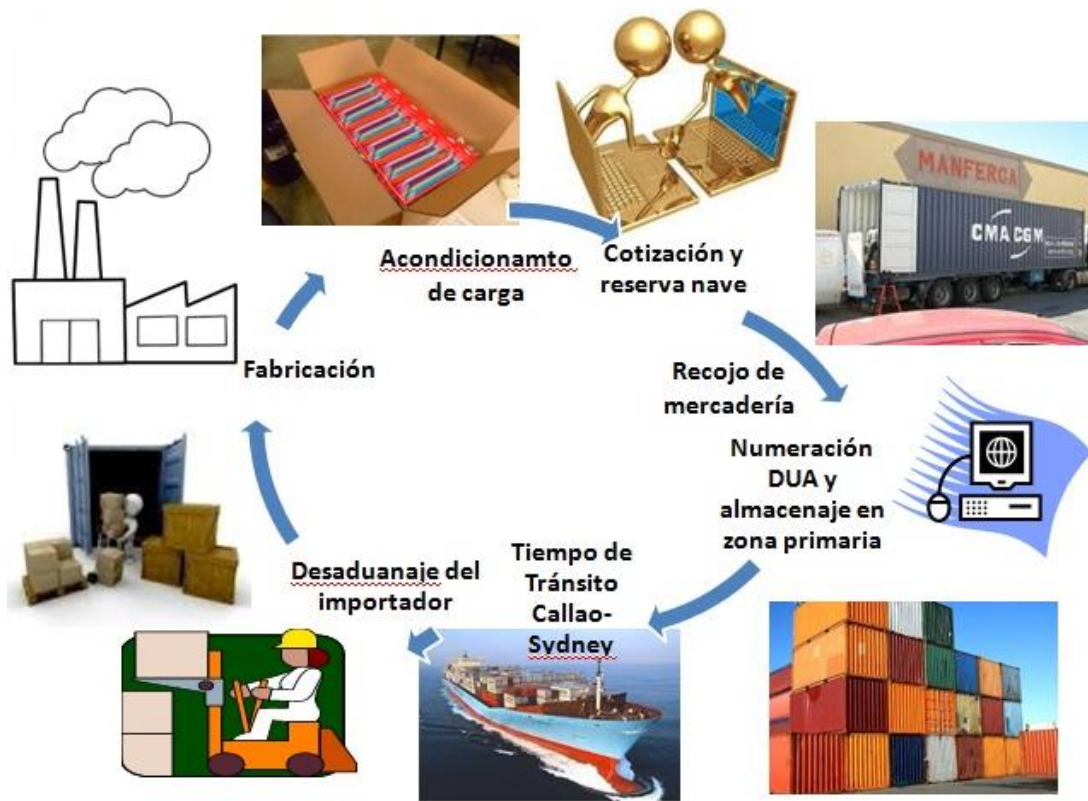 Acondicionamto
de carga
Cotización y
reserva nave
MANFERCA
CMA CGM
Recojo de
mercadería
Numeración
DUA y
almacenaje en
zona primaria
Tiempo de
Tránsito
Callao-
Sydney
Desaduanaje del
importador
Fabricación